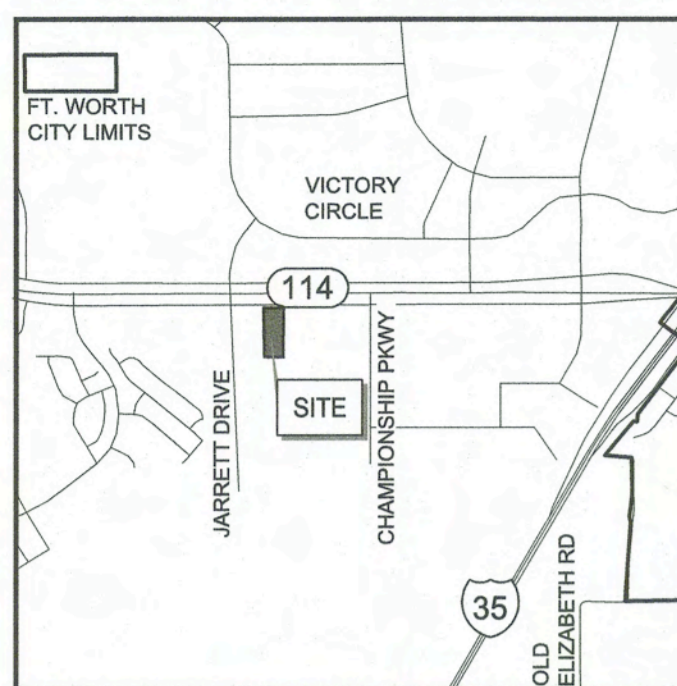 FT. WORTH
CITY LIMITS
VICTORY
CIRCLE
114
SITE
JARRETT DRIVE
CHAMPIONSHIP PKWY
35
OLD
ELIZABETH RD